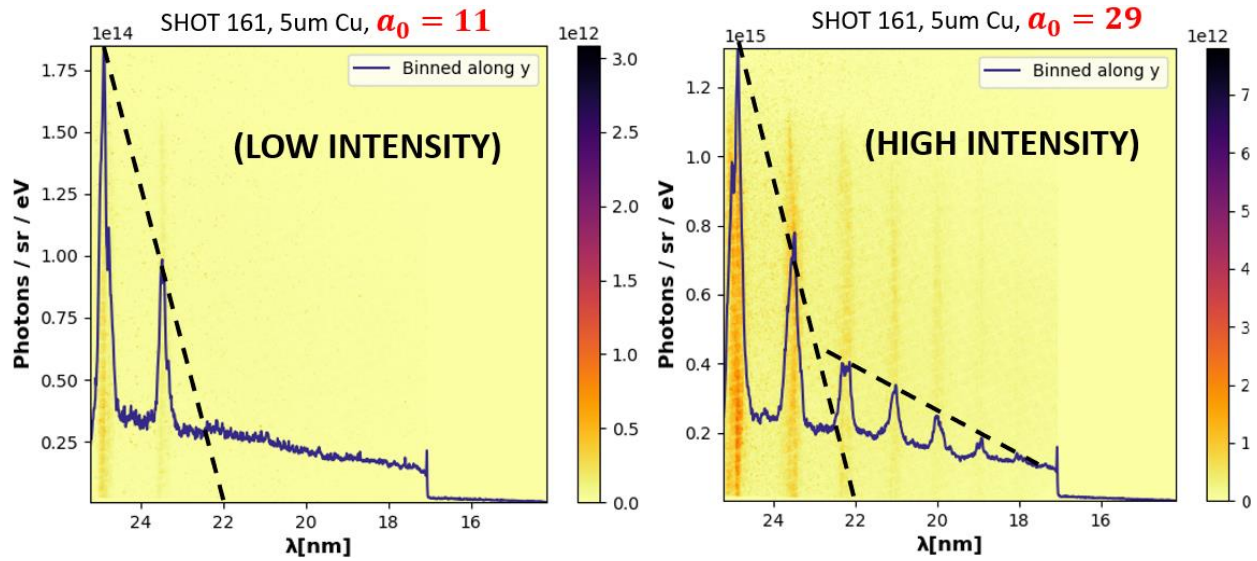 SHOT 161, 5um Cu, a₀ = 11
1e14
1e12
Binned along y
(LOW INTENSITY)
Photons / sr / eV
1.75
1.50
1.25
1.00
0.75
0.50
0.25
24
22
20
18
16
λ[nm]
3.0
2.5
2.0
1.5
1.0
0.5
0.0
SHOT 161, 5um Cu, a₀ = 29
1e15
1e12
Binned along y
(HIGH INTENSITY)
Photons / sr / eV
1.2
1.0
0.8
0.6
0.4
0.2
24
22
20
18
16
λ[nm]
7
6
5
4
3
2
1
0